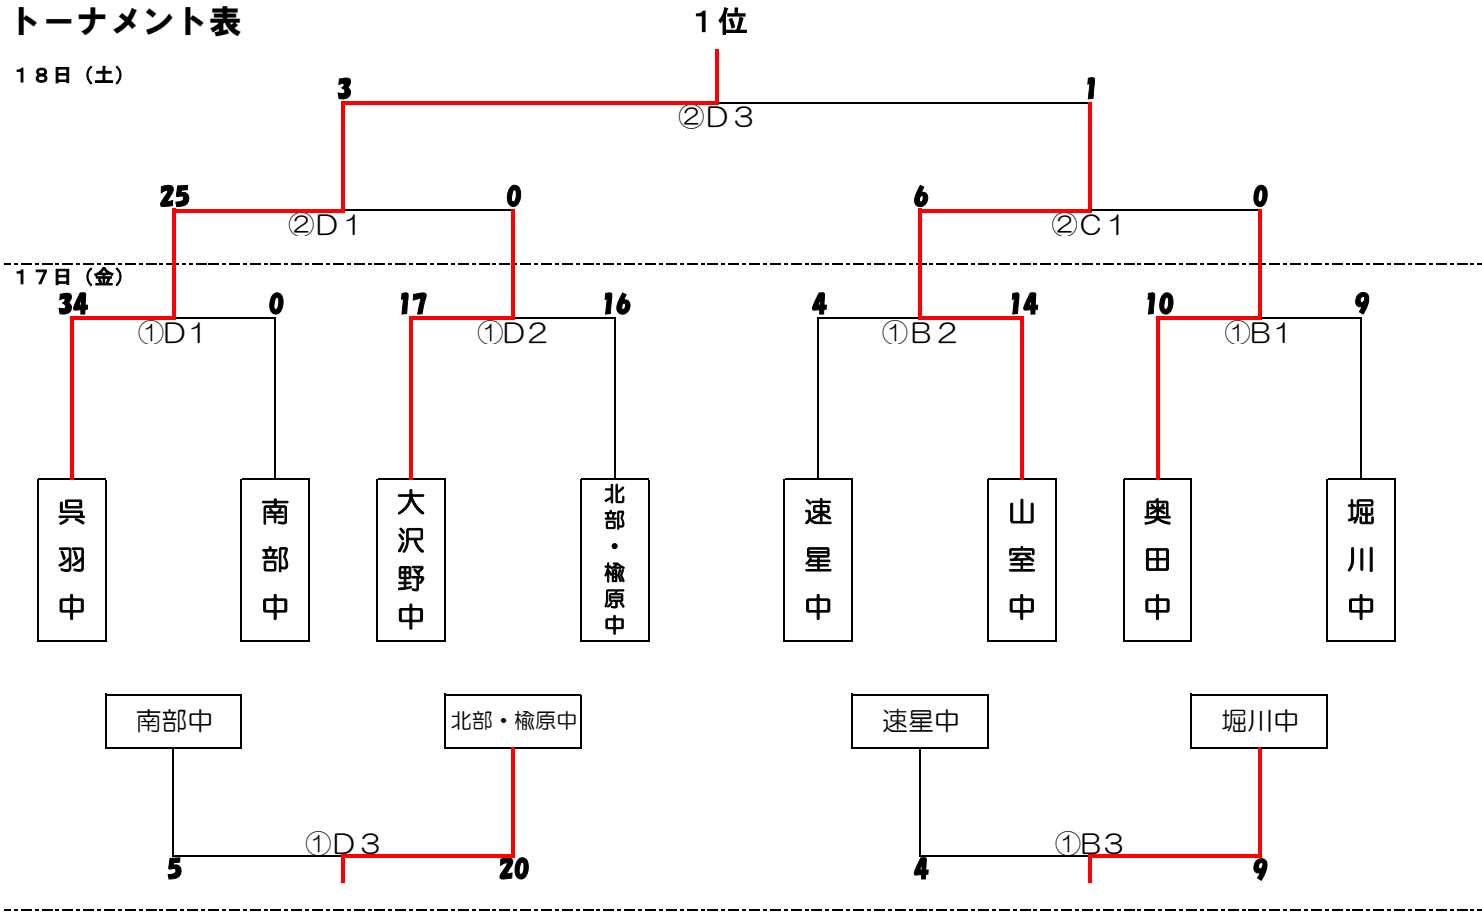 トーナメント表
１位
１８日（土）
3
1
②Ｄ３
25
0
6
0
②Ｄ１
②Ｃ１
１７日（金）
34
0
17
16
4
14
10
9
①Ｄ１
①Ｄ２
①Ｂ２
①Ｂ１
呉羽中
南部中
大沢野中
北部・楡原中
速星中
山室中
奥田中
堀川中
南部中
北部・楡原中
速星中
堀川中
①Ｄ３
①Ｂ３
5
20
4
9